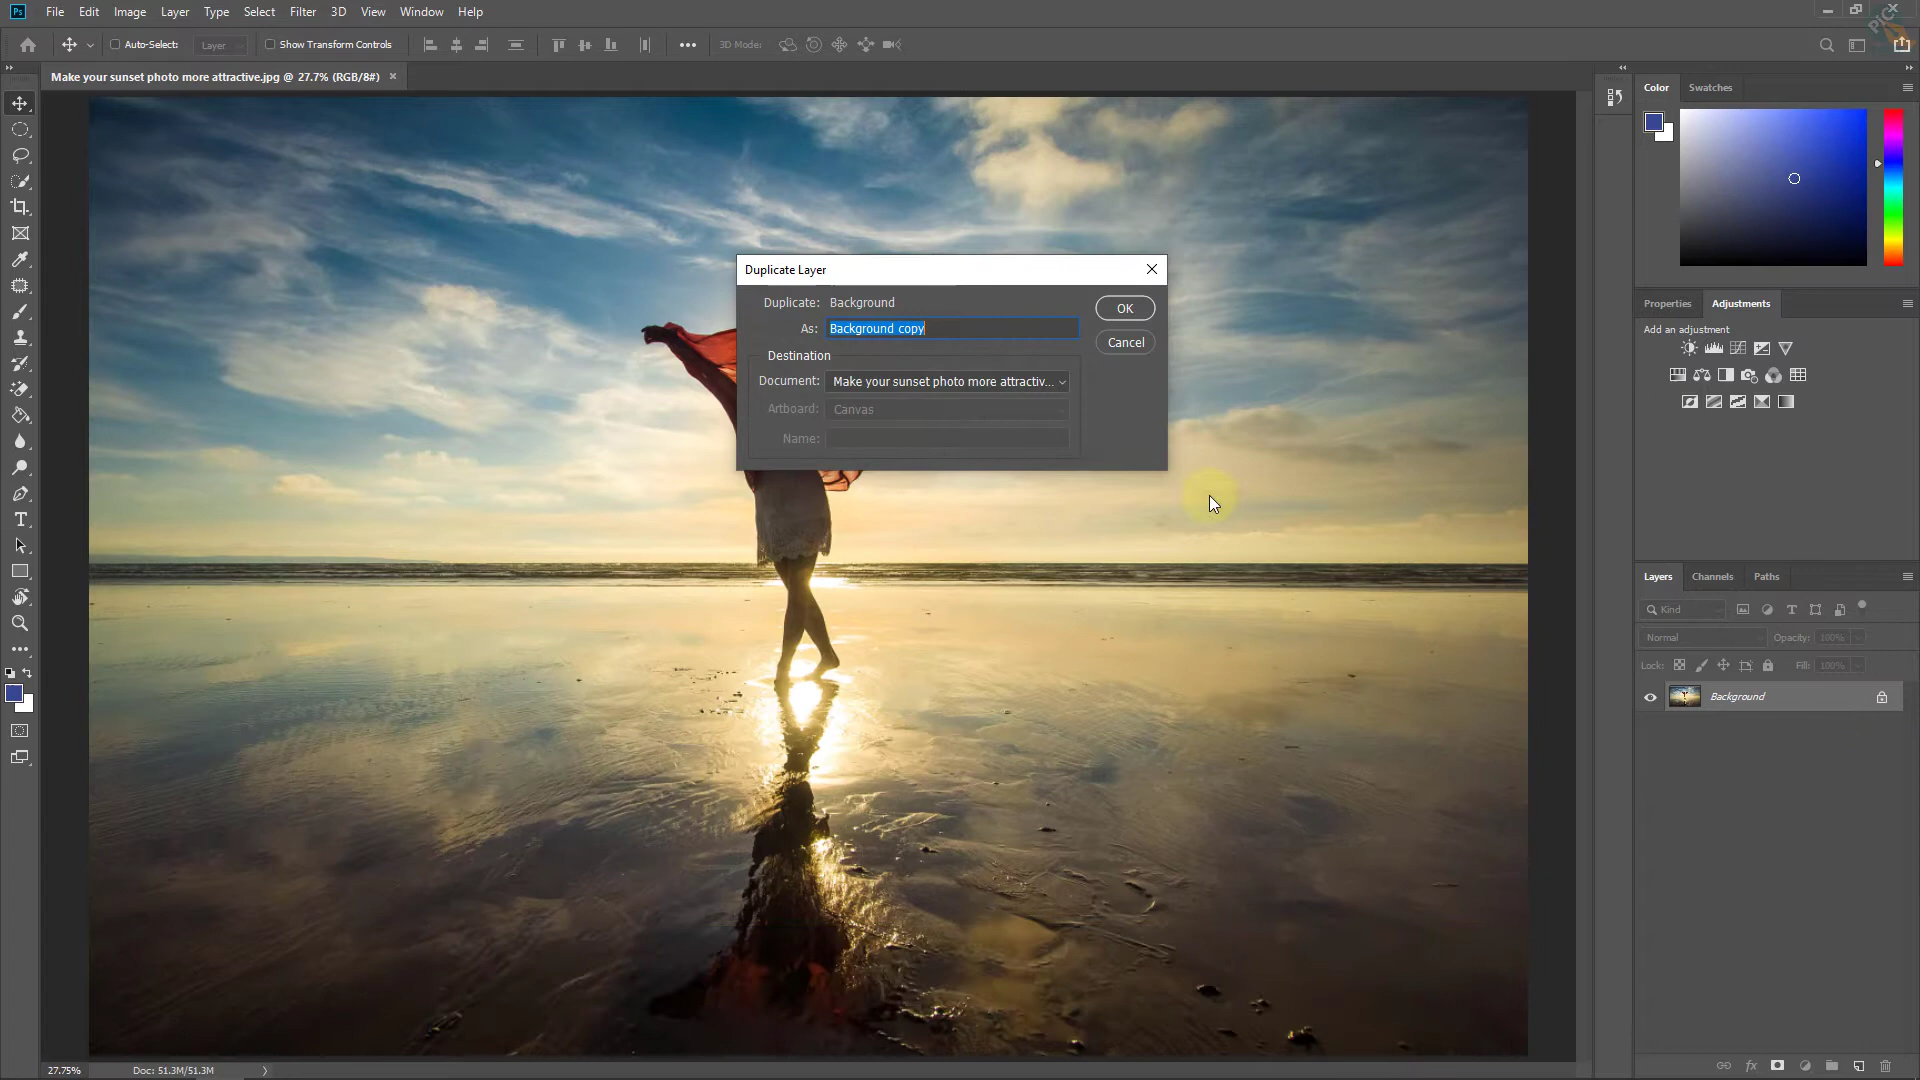 Ps File Edit Image Layer Type Select Filter 3D View Window Help
PiC
Auto-Select: Layer Show Transform Controls 3D Mode:
Make your sunset photo more attractive.jpg @ 27.7% (RGB/8#)
Color Swatches
Duplicate Layer
Duplicate: Background
OK
As: Background copy
Cancel
Destination
Document: Make your sunset photo more attractiv...
Artboard: Canvas
Name:
Properties Adjustments
Add an adjustment
Layers Channels Paths
Kind
Normal Opacity: 100%
Lock: Fill: 100%
Background
fx
27.75% Doc: 51.3M/51.3M